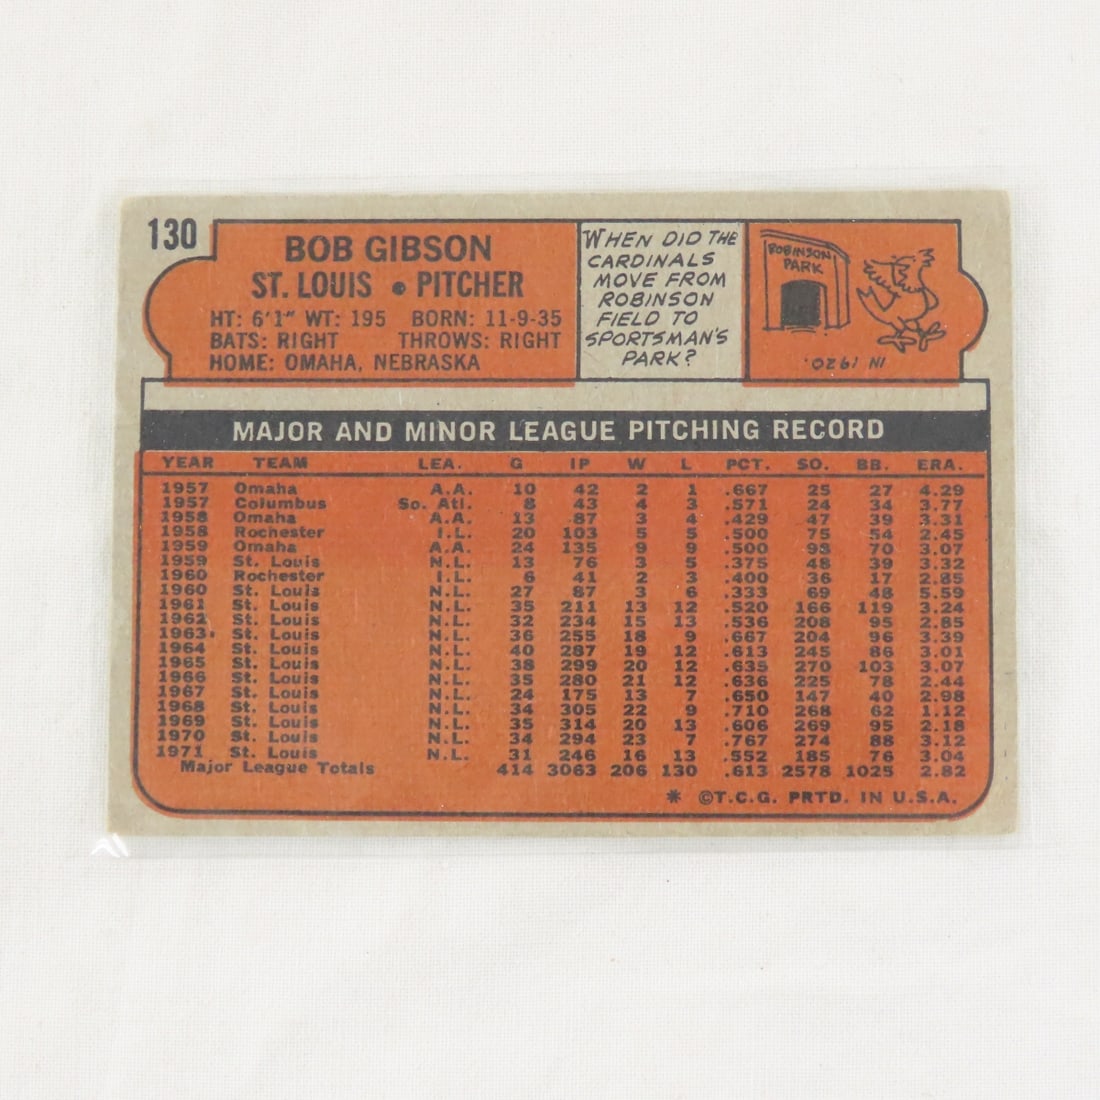 130
BOB GIBSON
ST. LOUIS • PITCHER
HT: 6'1" WT: 195 BORN: 11-9-35
BATS: RIGHT THROWS: RIGHT
HOME: OMAHA, NEBRASKA
WHEN DID THE
CARDINALS
MOVE FROM
ROBINSON
FIELD TO
SPORTSMAN'S
PARK?
ROBINSON
PARK
IN 1920.
MAJOR AND MINOR LEAGUE PITCHING RECORD
YEAR TEAM LEA. G IP W L PCT. SO. BB. ERA.
1957 Omaha A.A. 10 42 2 1 .667 25 27 4.29
1957 Columbus So. Atl. 8 43 4 3 .571 24 34 3.77
1958 Omaha A.A. 13 87 3 4 .429 47 39 3.31
1958 Rochester I.L. 20 103 5 5 .500 75 54 2.45
1959 Omaha A.A. 24 135 9 9 .500 98 70 3.07
1959 St. Louis N.L. 13 76 3 5 .375 48 39 3.32
1960 Rochester I.L. 6 41 2 3 .400 36 17 2.85
1960 St. Louis N.L. 27 87 3 6 .333 69 48 5.59
1961 St. Louis N.L. 35 211 13 12 .520 166 119 3.24
1962 St. Louis N.L. 32 234 15 13 .536 208 95 2.85
1963 St. Louis N.L. 36 255 18 9 .667 204 96 3.39
1964 St. Louis N.L. 40 287 19 12 .613 245 86 3.01
1965 St. Louis N.L. 38 299 20 12 .635 270 103 3.07
1966 St. Louis N.L. 35 280 21 12 .636 225 78 2.44
1967 St. Louis N.L. 24 175 13 7 .650 147 40 2.98
1968 St. Louis N.L. 34 305 22 9 .710 268 62 1.12
1969 St. Louis N.L. 35 314 20 13 .606 269 95 2.18
1970 St. Louis N.L. 34 294 23 7 .767 274 88 3.12
1971 St. Louis N.L. 31 246 16 13 .552 185 76 3.04
Major League Totals 414 3063 206 130 .613 2578 1025 2.82
* ©T.C.G. PRTD. IN U.S.A.